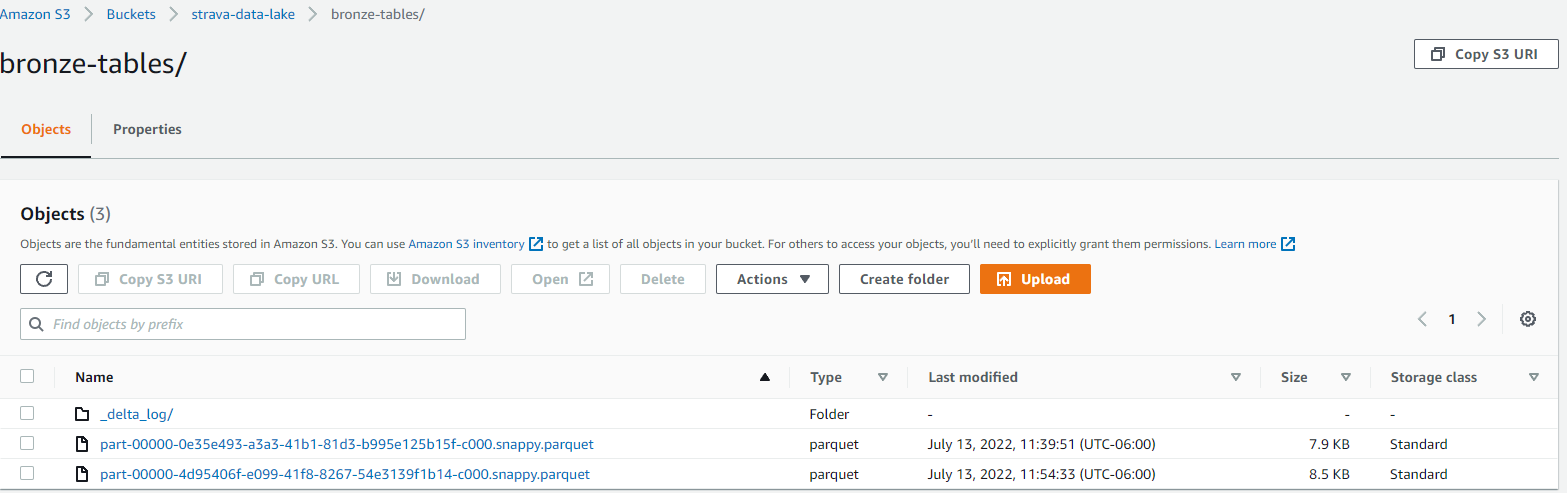 Amazon S3 > Buckets > strava-data-lake > bronze-tables/
bronze-tables/
Copy S3 URI
Objects Properties
Objects (3)
Objects are the fundamental entities stored in Amazon S3. You can use Amazon S3 inventory to get a list of all objects in your bucket. For others to access your objects, you'll need to explicitly grant them permissions. Learn more
Copy S3 URI Copy URL Download Open Delete Actions Create folder Upload
Find objects by prefix
1
Name Type Last modified Size Storage class
_delta_log/ Folder - - -
part-00000-0e35e493-a3a3-41b1-81d3-b995e125b15f-c000.snappy.parquet parquet July 13, 2022, 11:39:51 (UTC-06:00) 7.9 KB Standard
part-00000-4d95406f-e099-41f8-8267-54e3139f1b14-c000.snappy.parquet parquet July 13, 2022, 11:54:33 (UTC-06:00) 8.5 KB Standard